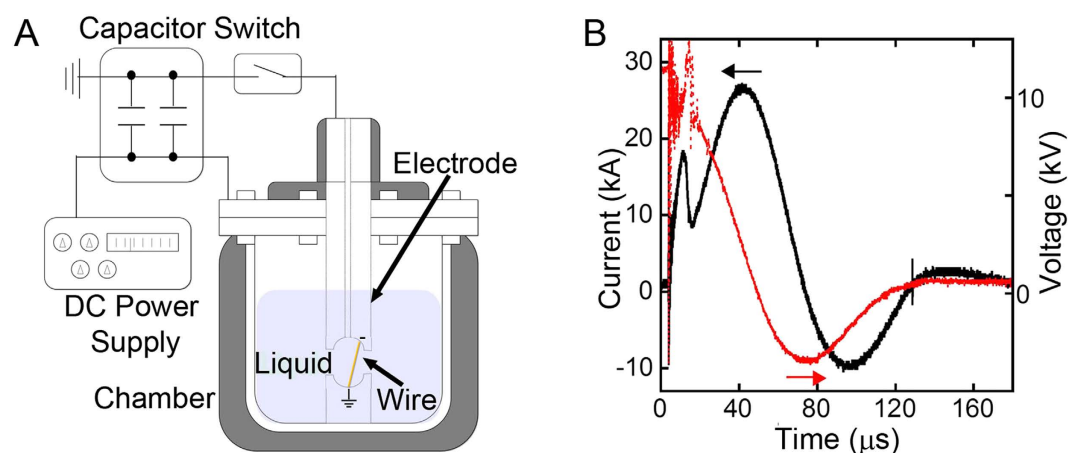 A
Capacitor Switch
Electrode
DC Power
Supply
Liquid
Chamber
Wire
-
B
30
20
10
0
-10
Current (kA)
10
0
Voltage (kV)
0
40
80
120
160
Time (μs)